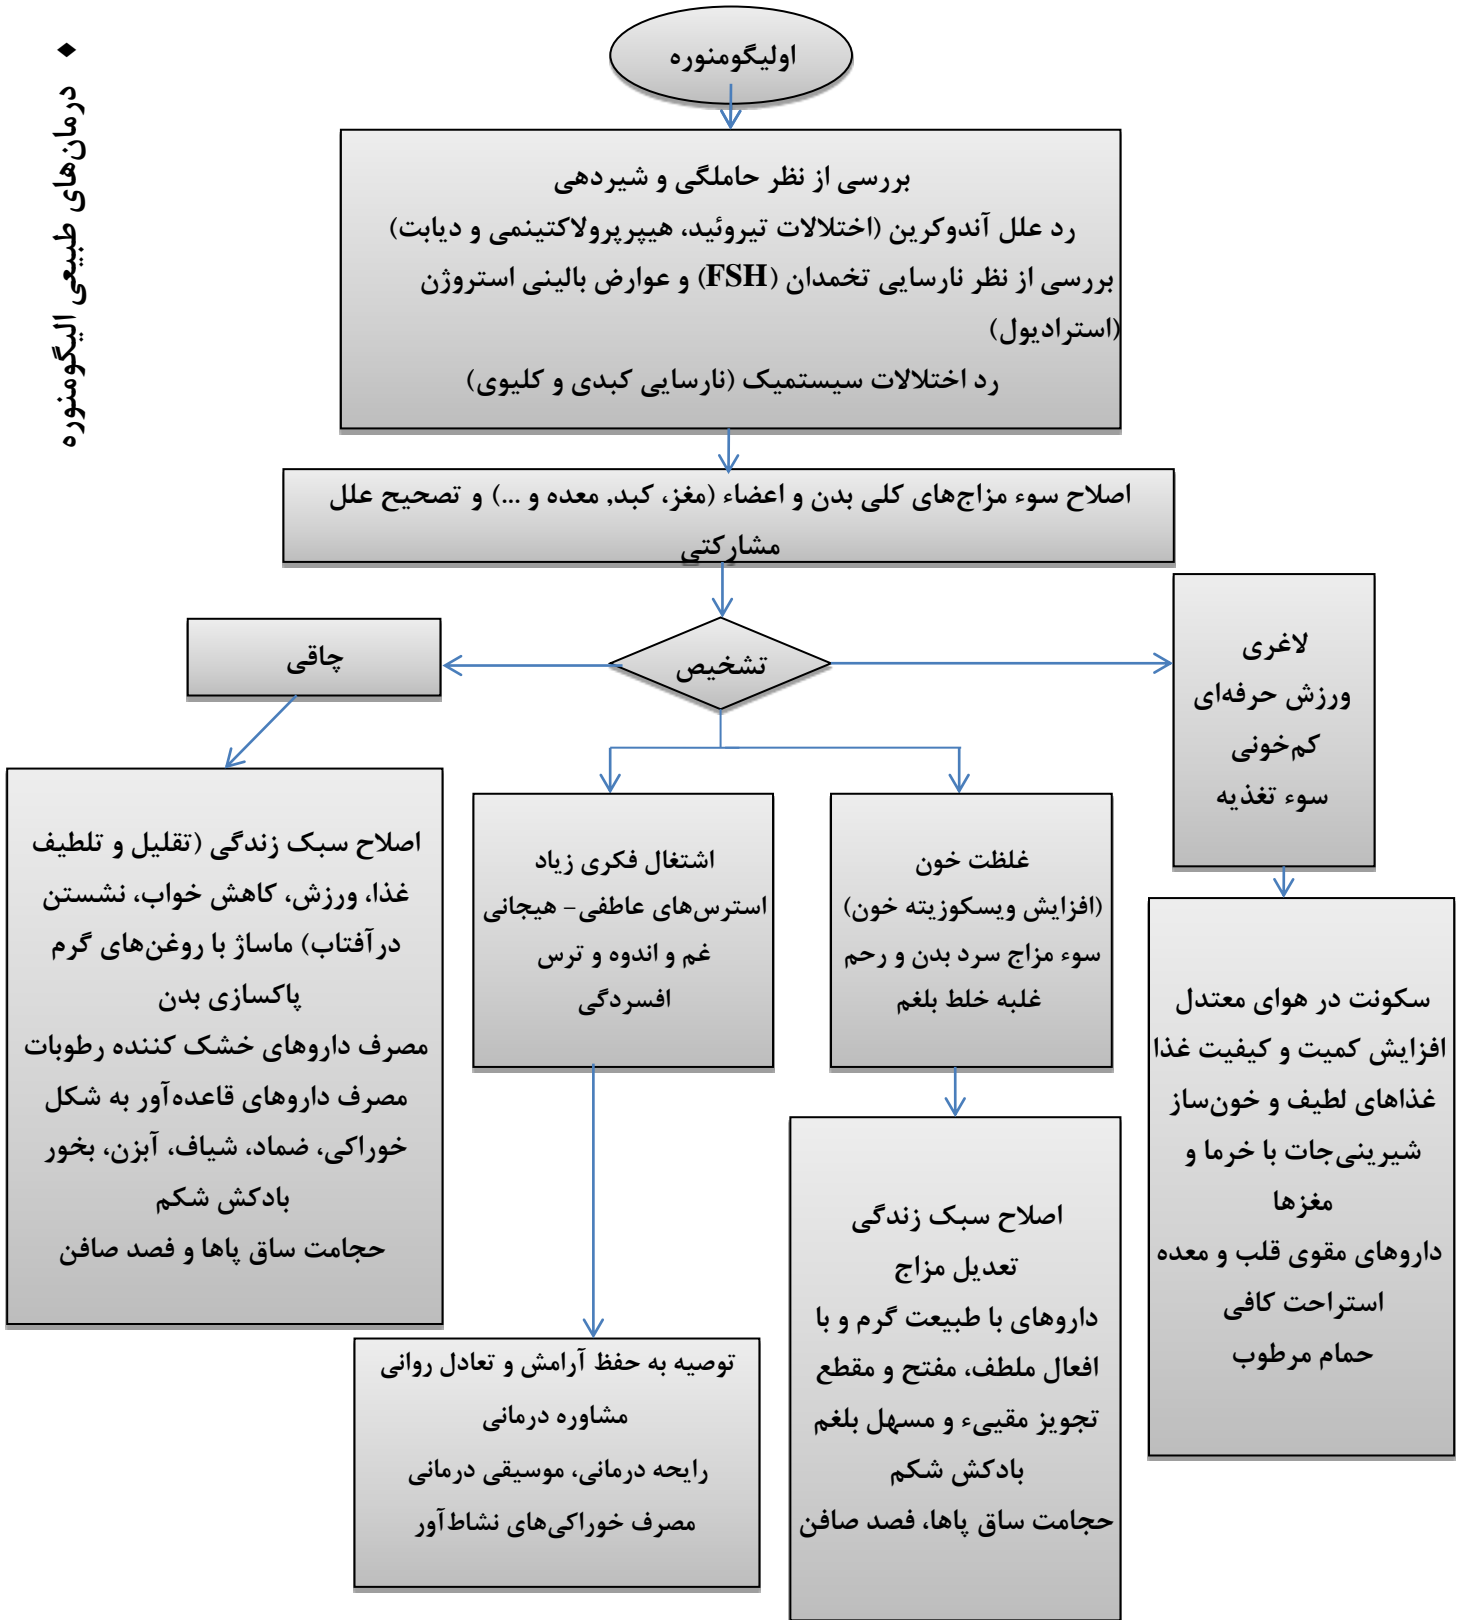 ♦ درمان‌های طبیعی الیگومنوره
اولیگومنوره
بررسی از نظر حاملگی و شیردهی
رد علل آندوکرین (اختلالات تیروئید، هیپرپرولاکتینمی و دیابت)
بررسی از نظر نارسایی تخمدان (FSH) و عوارض بالینی استروژن
(استرادیول)
رد اختلالات سیستمیک (نارسایی کبدی و کلیوی)
اصلاح سوء مزاج‌های کلی بدن و اعضاء (مغز، کبد, معده و ...) و تصحیح علل
مشارکتی
تشخیص
لاغری
ورزش حرفه‌ای
کم‌خونی
سوء تغذیه
سکونت در هوای معتدل
افزایش کمیت و کیفیت غذا
غذاهای لطیف و خون‌ساز
شیرینی‌جات با خرما و
مغزها
داروهای مقوی قلب و معده
استراحت کافی
حمام مرطوب
غلظت خون
(افزایش ویسکوزیته خون)
سوء مزاج سرد بدن و رحم
غلبه خلط بلغم
اصلاح سبک زندگی
تعدیل مزاج
داروهای با طبیعت گرم و با
افعال ملطف، مفتح و مقطع
تجویز مقییء و مسهل بلغم
بادکش شکم
حجامت ساق پاها، فصد صافن
اشتغال فکری زیاد
استرس‌های عاطفی- هیجانی
غم و اندوه و ترس
افسردگی
توصیه به حفظ آرامش و تعادل روانی
مشاوره درمانی
رایحه درمانی، موسیقی درمانی
مصرف خوراکی‌های نشاط‌آور
چاقی
اصلاح سبک زندگی (تقلیل و تلطیف
غذا، ورزش، کاهش خواب، نشستن
درآفتاب) ماساژ با روغن‌های گرم
پاکسازی بدن
مصرف داروهای خشک کننده رطوبات
مصرف داروهای قاعده‌آور به شکل
خوراکی، ضماد، شیاف، آبزن، بخور
بادکش شکم
حجامت ساق پاها و فصد صافن